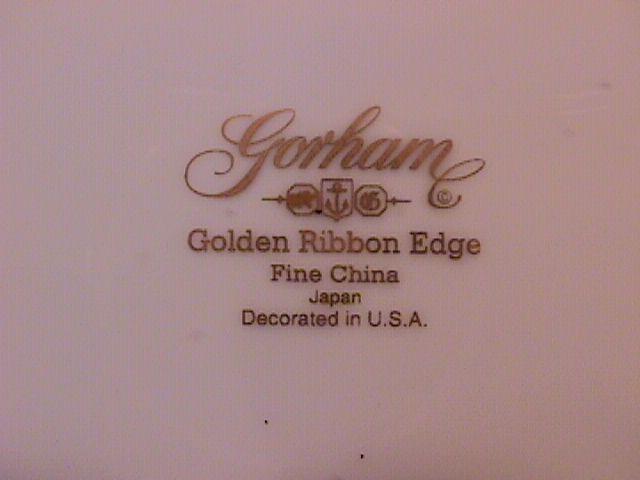 Gorham ©
G
Golden Ribbon Edge
Fine China
Japan
Decorated in U.S.A.